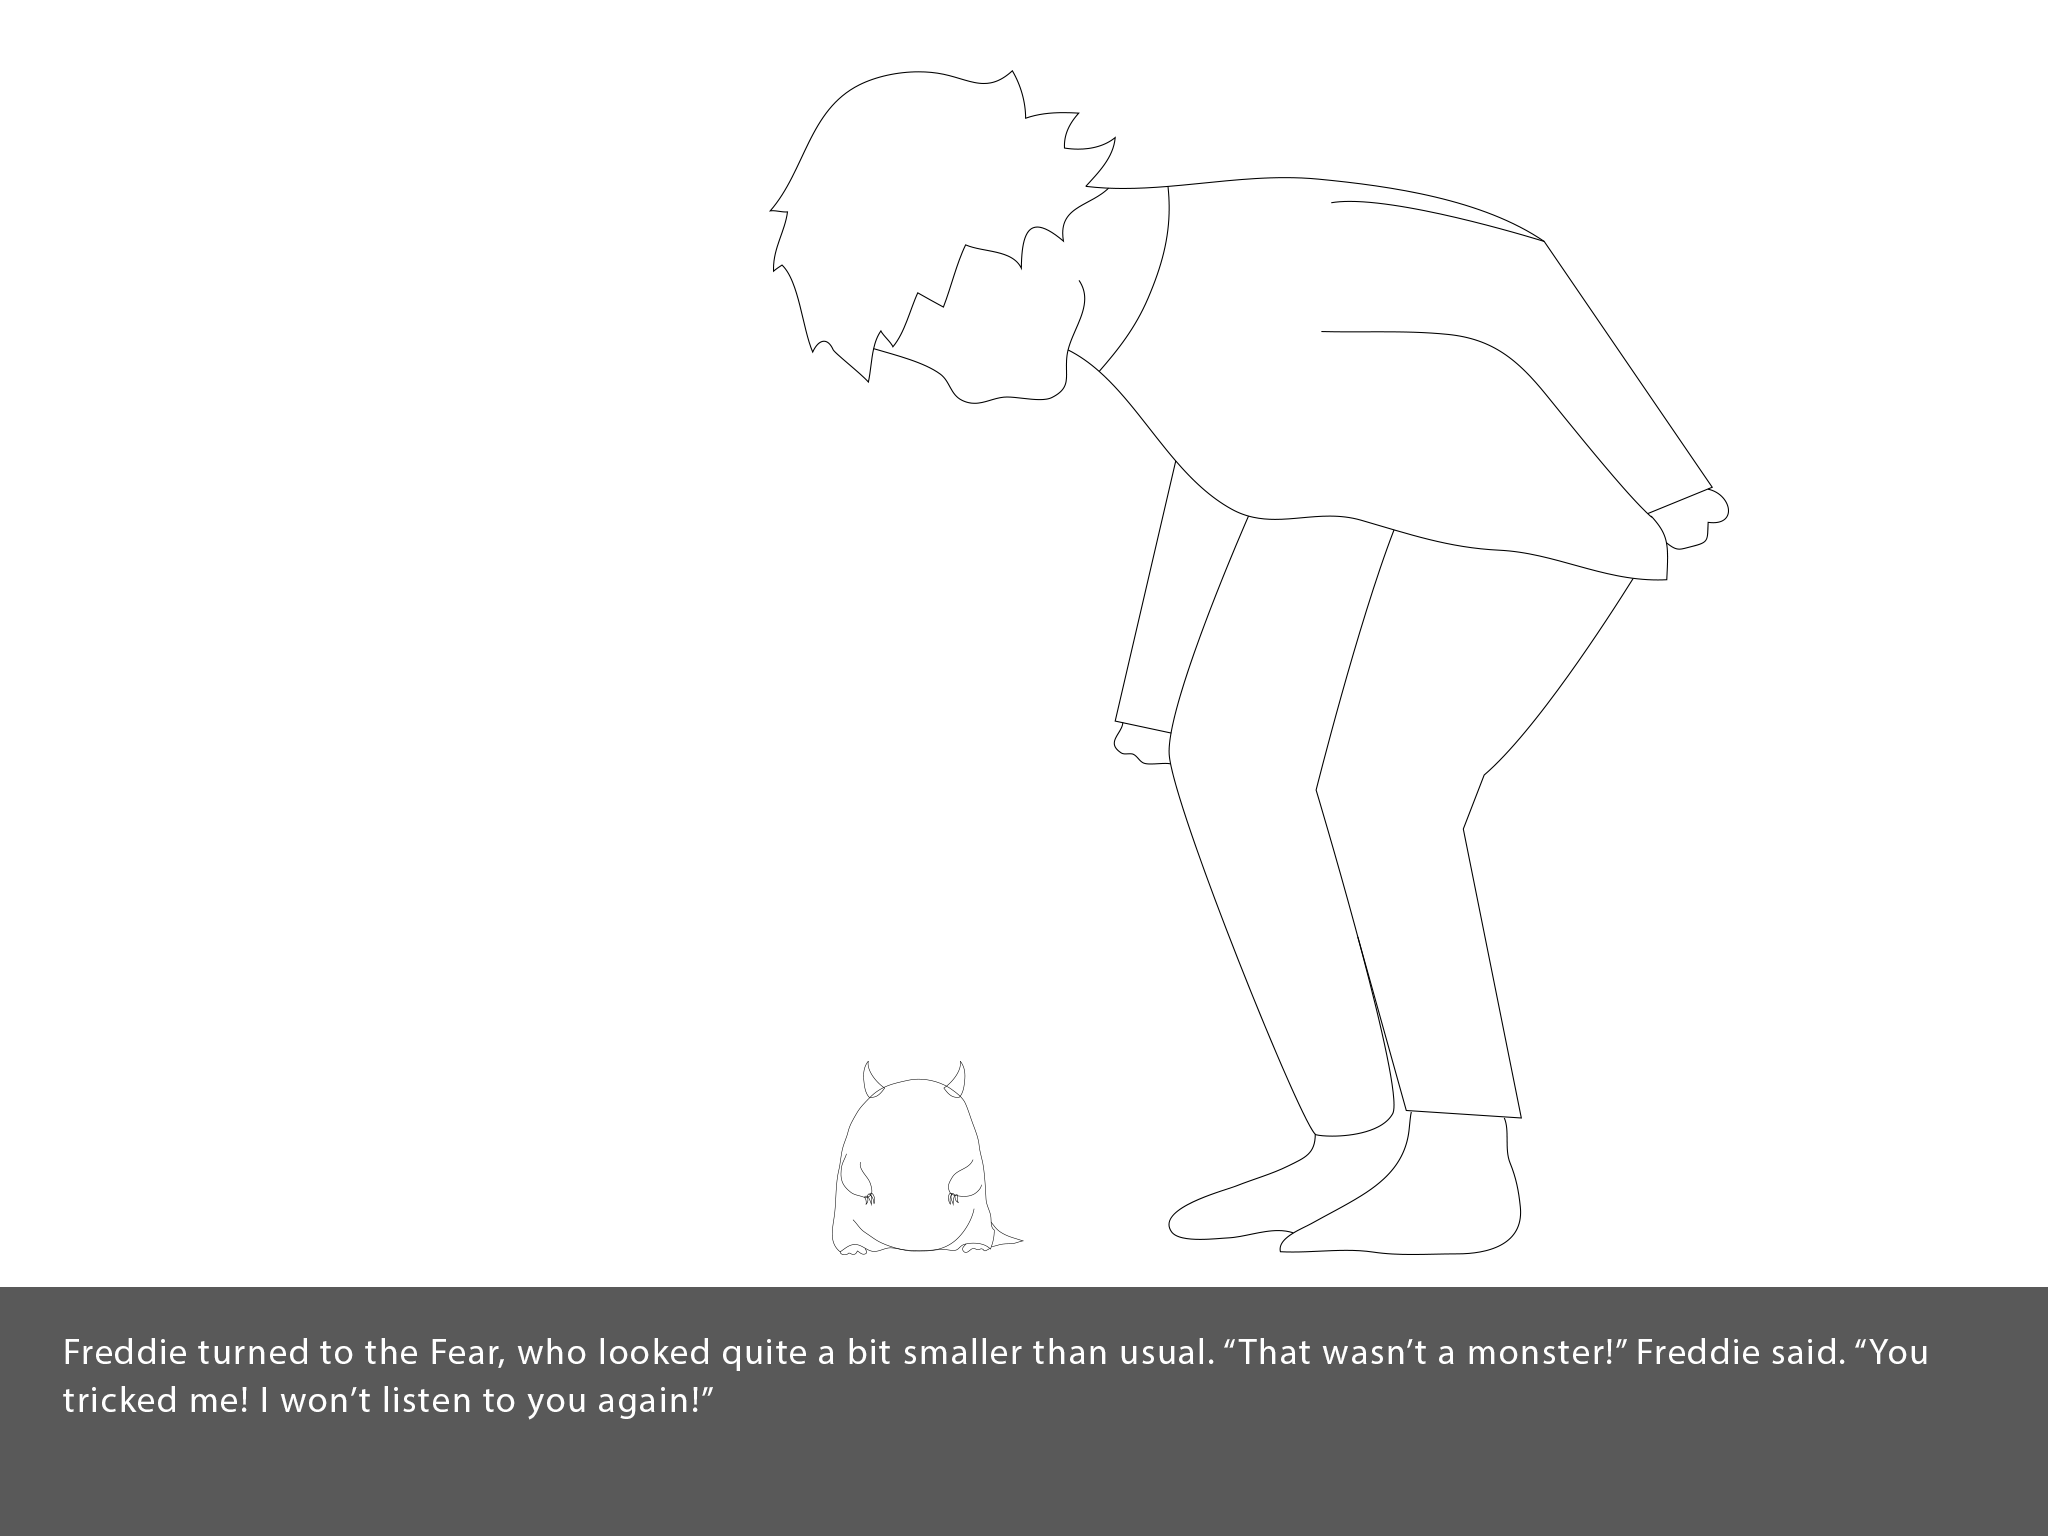 Freddie turned to the Fear, who looked quite a bit smaller than usual. “That wasn’t a monster!” Freddie said. “You
tricked me! I won’t listen to you again!”